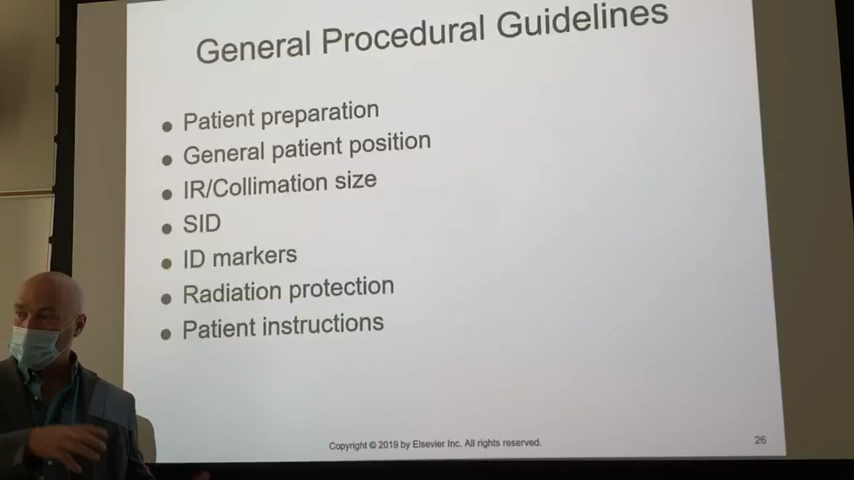 General Procedural Guidelines
• Patient preparation
• General patient position
• IR/Collimation size
• SID
• ID markers
• Radiation protection
• Patient instructions
Copyright © 2019 by Elsevier Inc. All rights reserved.
26